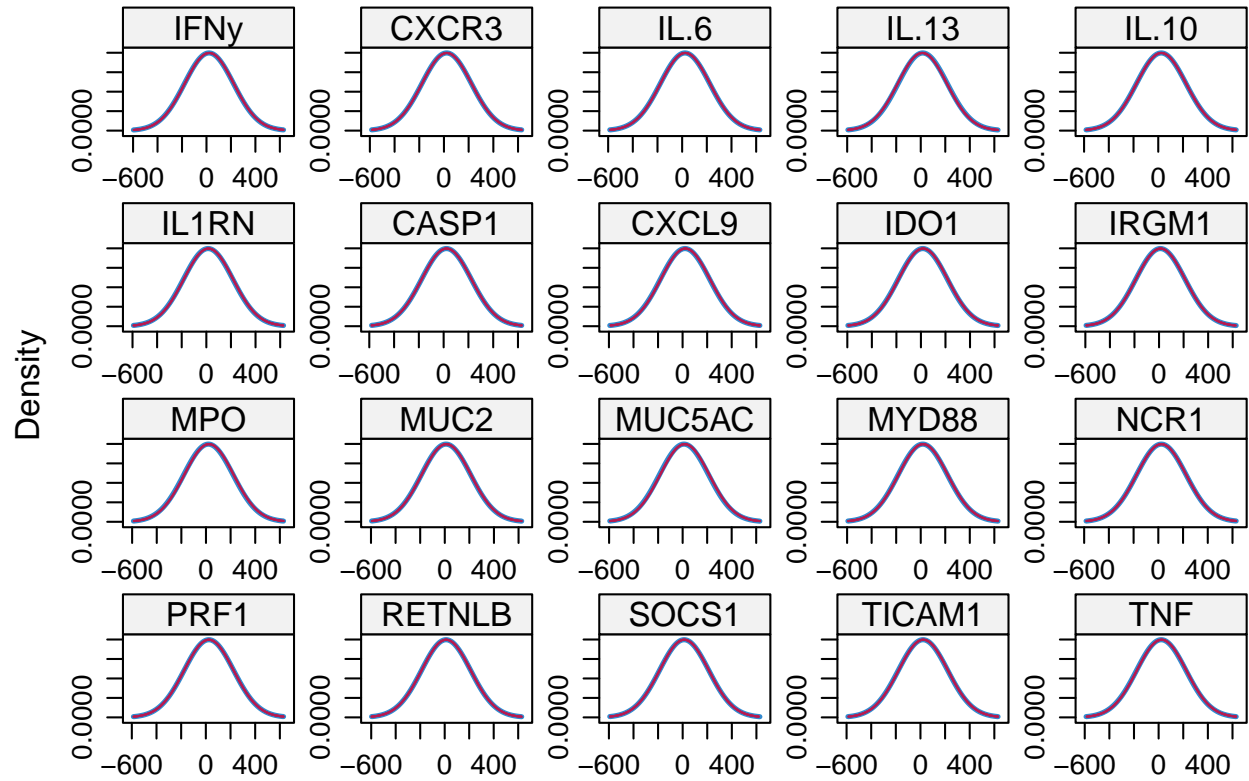 IFNy CXCR3 IL.6 IL.13 IL.10
0.0000 0.0000 0.0000 0.0000 0.0000
−600 0 400 −600 0 400 −600 0 400 −600 0 400 −600 0 400
IL1RN CASP1 CXCL9 IDO1 IRGM1
0.0000 0.0000 0.0000 0.0000 0.0000
−600 0 400 −600 0 400 −600 0 400 −600 0 400 −600 0 400
Density
MPO MUC2 MUC5AC MYD88 NCR1
0.0000 0.0000 0.0000 0.0000 0.0000
−600 0 400 −600 0 400 −600 0 400 −600 0 400 −600 0 400
PRF1 RETNLB SOCS1 TICAM1 TNF
0.0000 0.0000 0.0000 0.0000 0.0000
−600 0 400 −600 0 400 −600 0 400 −600 0 400 −600 0 400